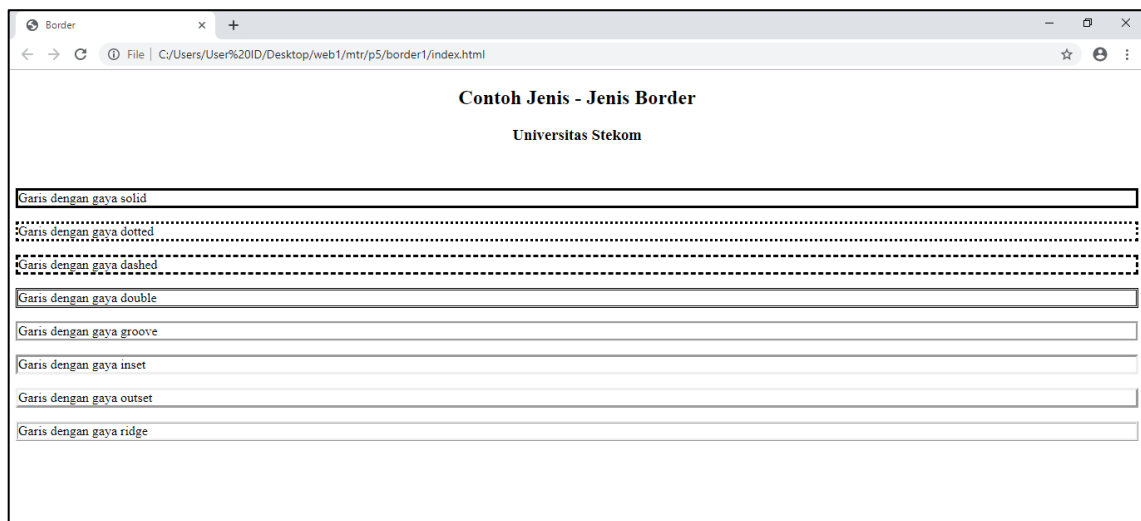 Border
File | C:/Users/User%20ID/Desktop/web1/mtr/p5/border1/index.html
Contoh Jenis - Jenis Border
Universitas Stekom
Garis dengan gaya solid
Garis dengan gaya dotted
Garis dengan gaya dashed
Garis dengan gaya double
Garis dengan gaya groove
Garis dengan gaya inset
Garis dengan gaya outset
Garis dengan gaya ridge